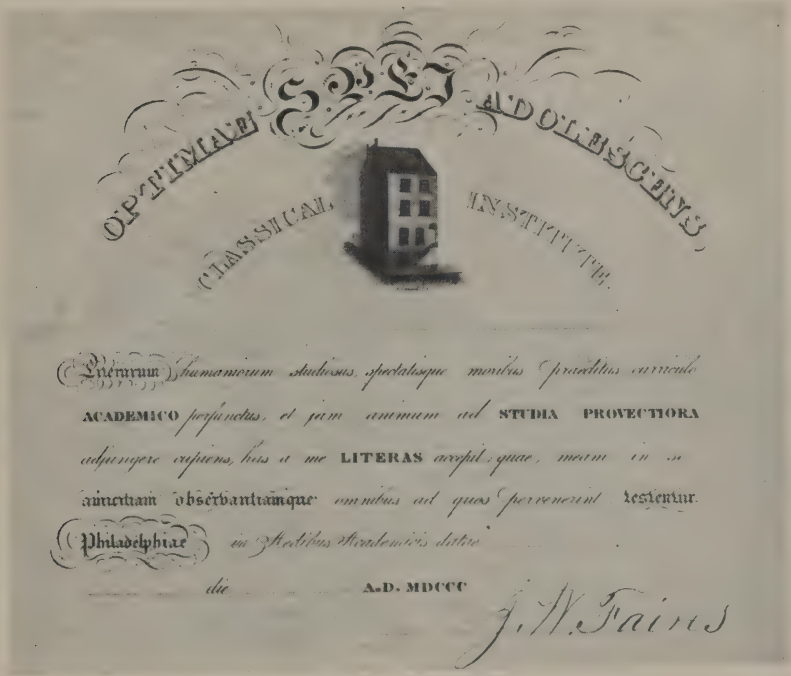 OPTIMAE SPEI ADOLESCENS,
CLASSICAL INSTITUTE.
Literarum humaniorum studiosus, spectatisque moribus praeditus curriculo
ACADEMICO perfunctus, et jam animum ad STUDIA PROVECTIORA
adjungere cupiens, has a me LITERAS accepit, quae, meam in se
amicitiam observantiamque omnibus ad quos pervenerint testentur.
Philadelphiae in Aedibus Academicis datae
die A.D. MDCCC
J. W. Faires